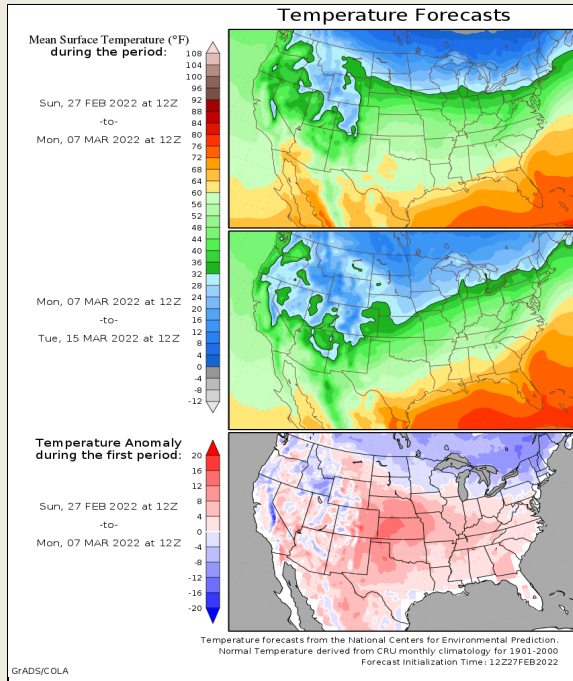 Temperature Forecasts
Mean Surface Temperature (°F)
during the period:
Sun, 27 FEB 2022 at 12Z
-to-
Mon, 07 MAR 2022 at 12Z
108
104
100
96
92
88
84
80
76
72
68
64
60
56
52
48
44
40
36
32
28
24
20
16
12
8
4
0
-4
-8
-12
Mon, 07 MAR 2022 at 12Z
-to-
Tue, 15 MAR 2022 at 12Z
Temperature Anomaly
during the first period:
Sun, 27 FEB 2022 at 12Z
-to-
Mon, 07 MAR 2022 at 12Z
20
16
12
8
4
0
-4
-8
-12
-16
-20
Temperature forecasts from the National Centers for Environmental Prediction.
Normal Temperature derived from CRU monthly climatology for 1901-2000
Forecast Initialization Time: 12Z27FEB2022
GrADS/COLA